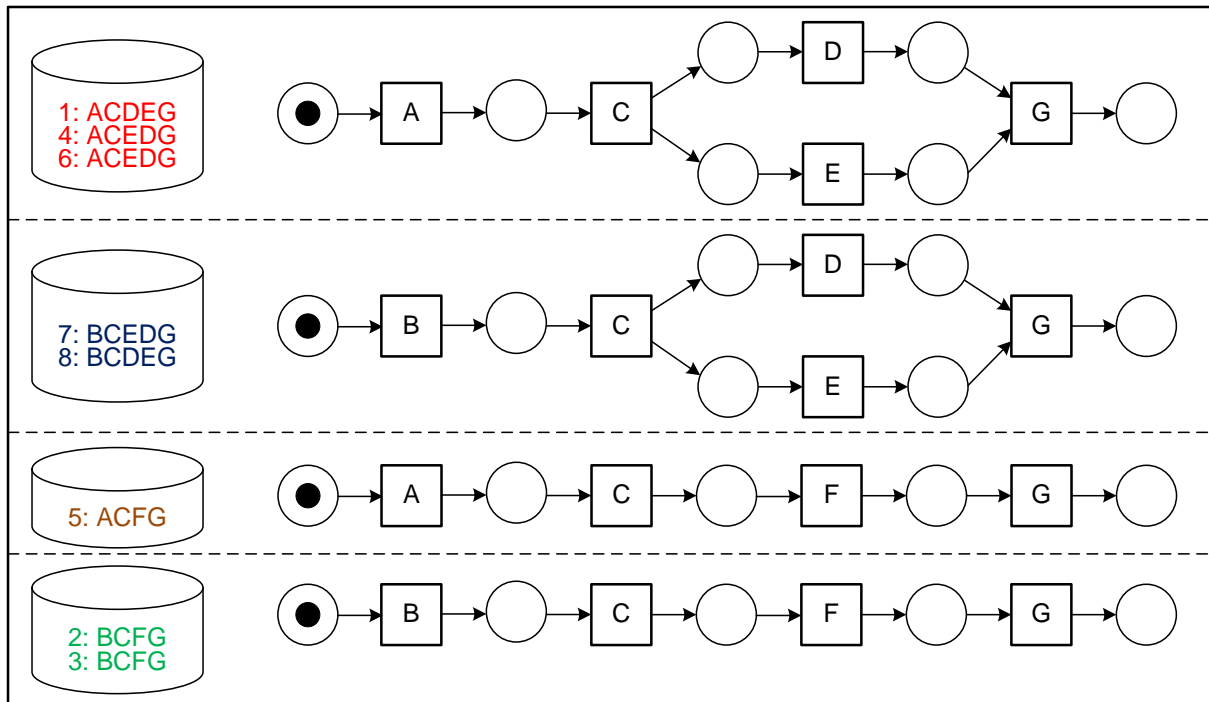 D
1: ACDEG
4: ACEDG
6: ACEDG
A
C
G
E
D
7: BCEDG
8: BCDEG
B
C
G
E
5: ACFG
A
C
F
G
2: BCFG
3: BCFG
B
C
F
G